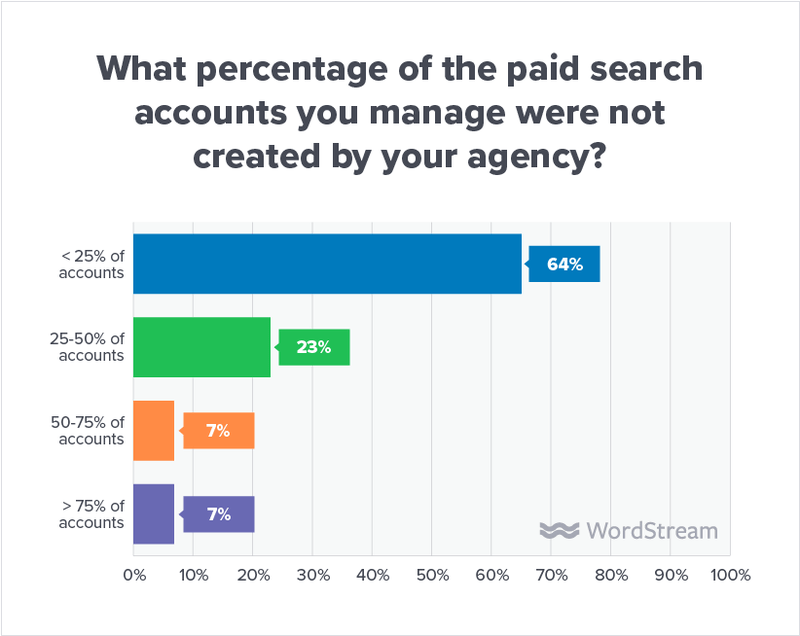 What percentage of the paid search
accounts you manage were not
created by your agency?
< 25% of
accounts
64%
25-50% of
accounts
23%
50-75% of
accounts
7%
> 75% of
accounts
7%
WordStream
0% 10% 20% 30% 40% 50% 60% 70% 80% 90% 100%